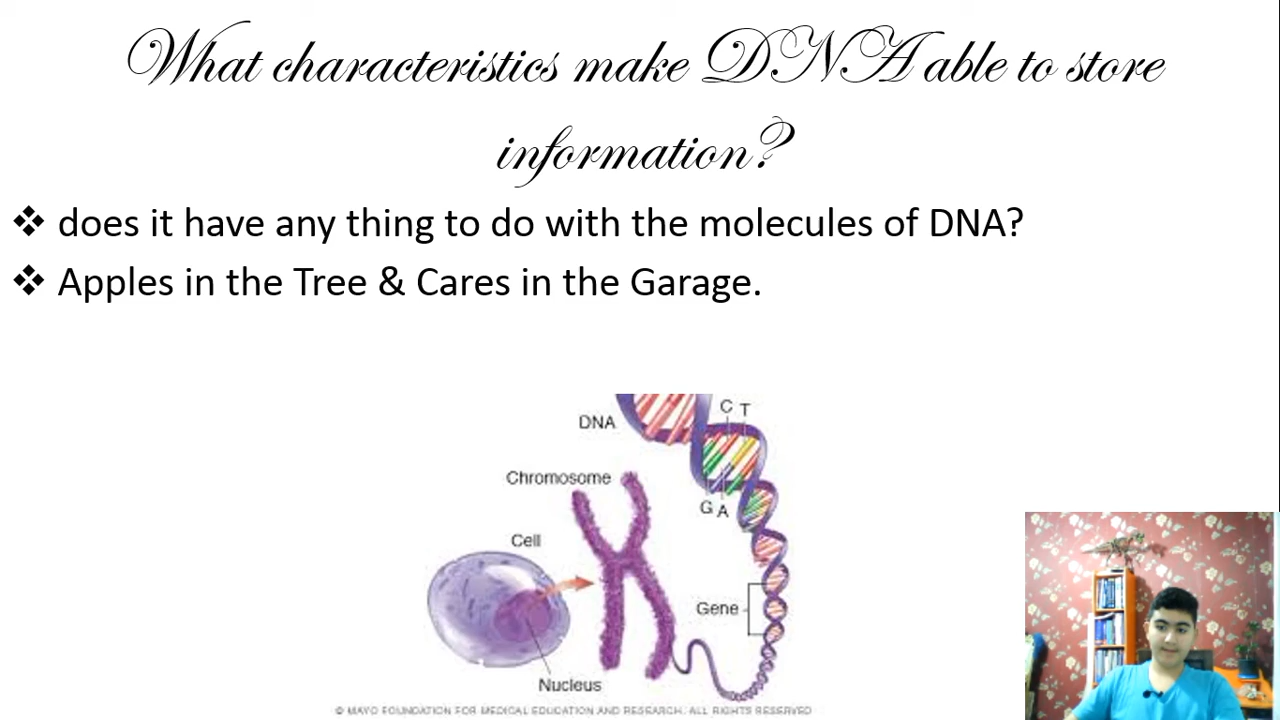 What characteristics make DNA able to store
information?
❖ does it have any thing to do with the molecules of DNA?
❖ Apples in the Tree & Cares in the Garage.
DNA
C T
Chromosome
G A
Cell
Gene
Nucleus
© MAYO FOUNDATION FOR MEDICAL EDUCATION AND RESEARCH. ALL RIGHTS RESERVED